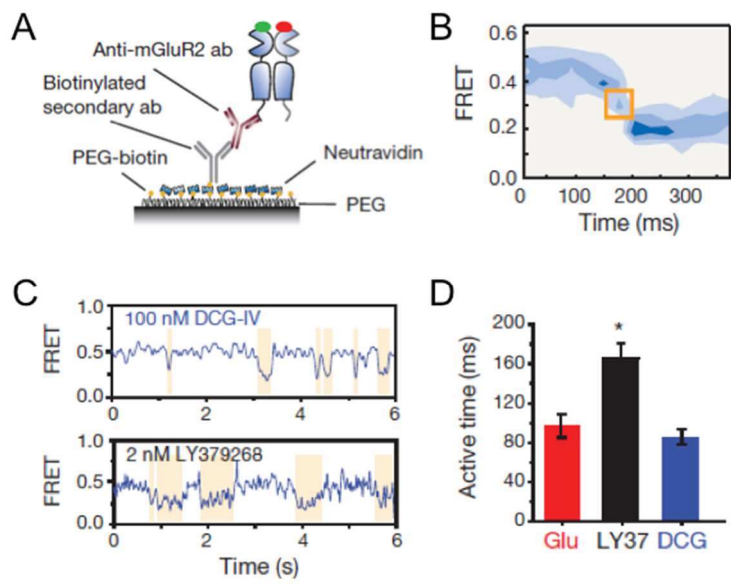 A
Anti-mGluR2 ab
Biotinylated
secondary ab
PEG-biotin
Neutravidin
PEG
B
FRET
0.6
0.4
0.2
0.0
0 100 200 300
Time (ms)
C
FRET
1.0
0.5
0.0
100 nM DCG-IV
0 2 4 6
FRET
1.0
0.5
0.0
2 nM LY379268
0 2 4 6
Time (s)
D
Active time (ms)
200
160
120
80
40
0
*
Glu LY37 DCG